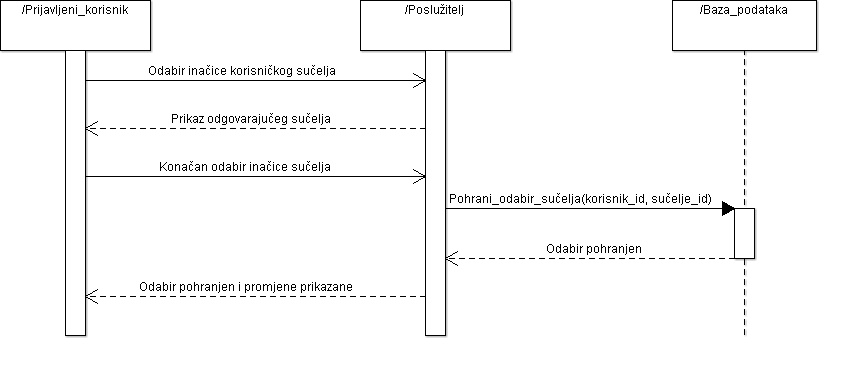 /Prijavljeni_korisnik
/Poslužitelj
/Baza_podataka
Odabir inačice korisničkog sučelja
Prikaz odgovarajućeg sučelja
Konačan odabir inačice sučelja
Pohrani_odabir_sučelja(korisnik_id, sučelje_id)
Odabir pohranjen
Odabir pohranjen i promjene prikazane